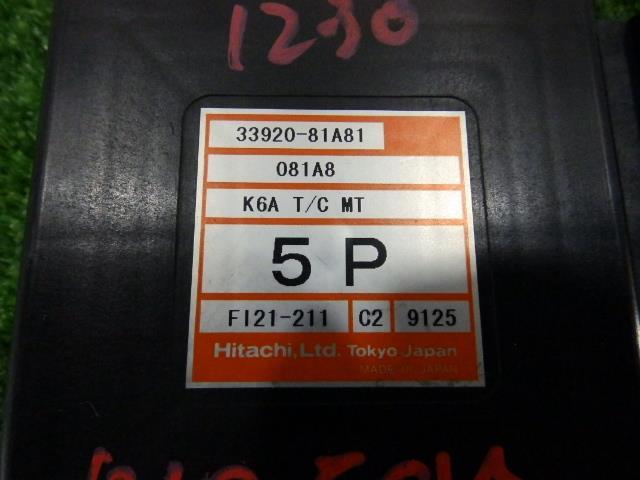 1230
33920-81A81
081A8
K6A T/C MT
5 P
FI21-211 C2 9125
Hitachi, Ltd. Tokyo Japan
MADE IN JAPAN